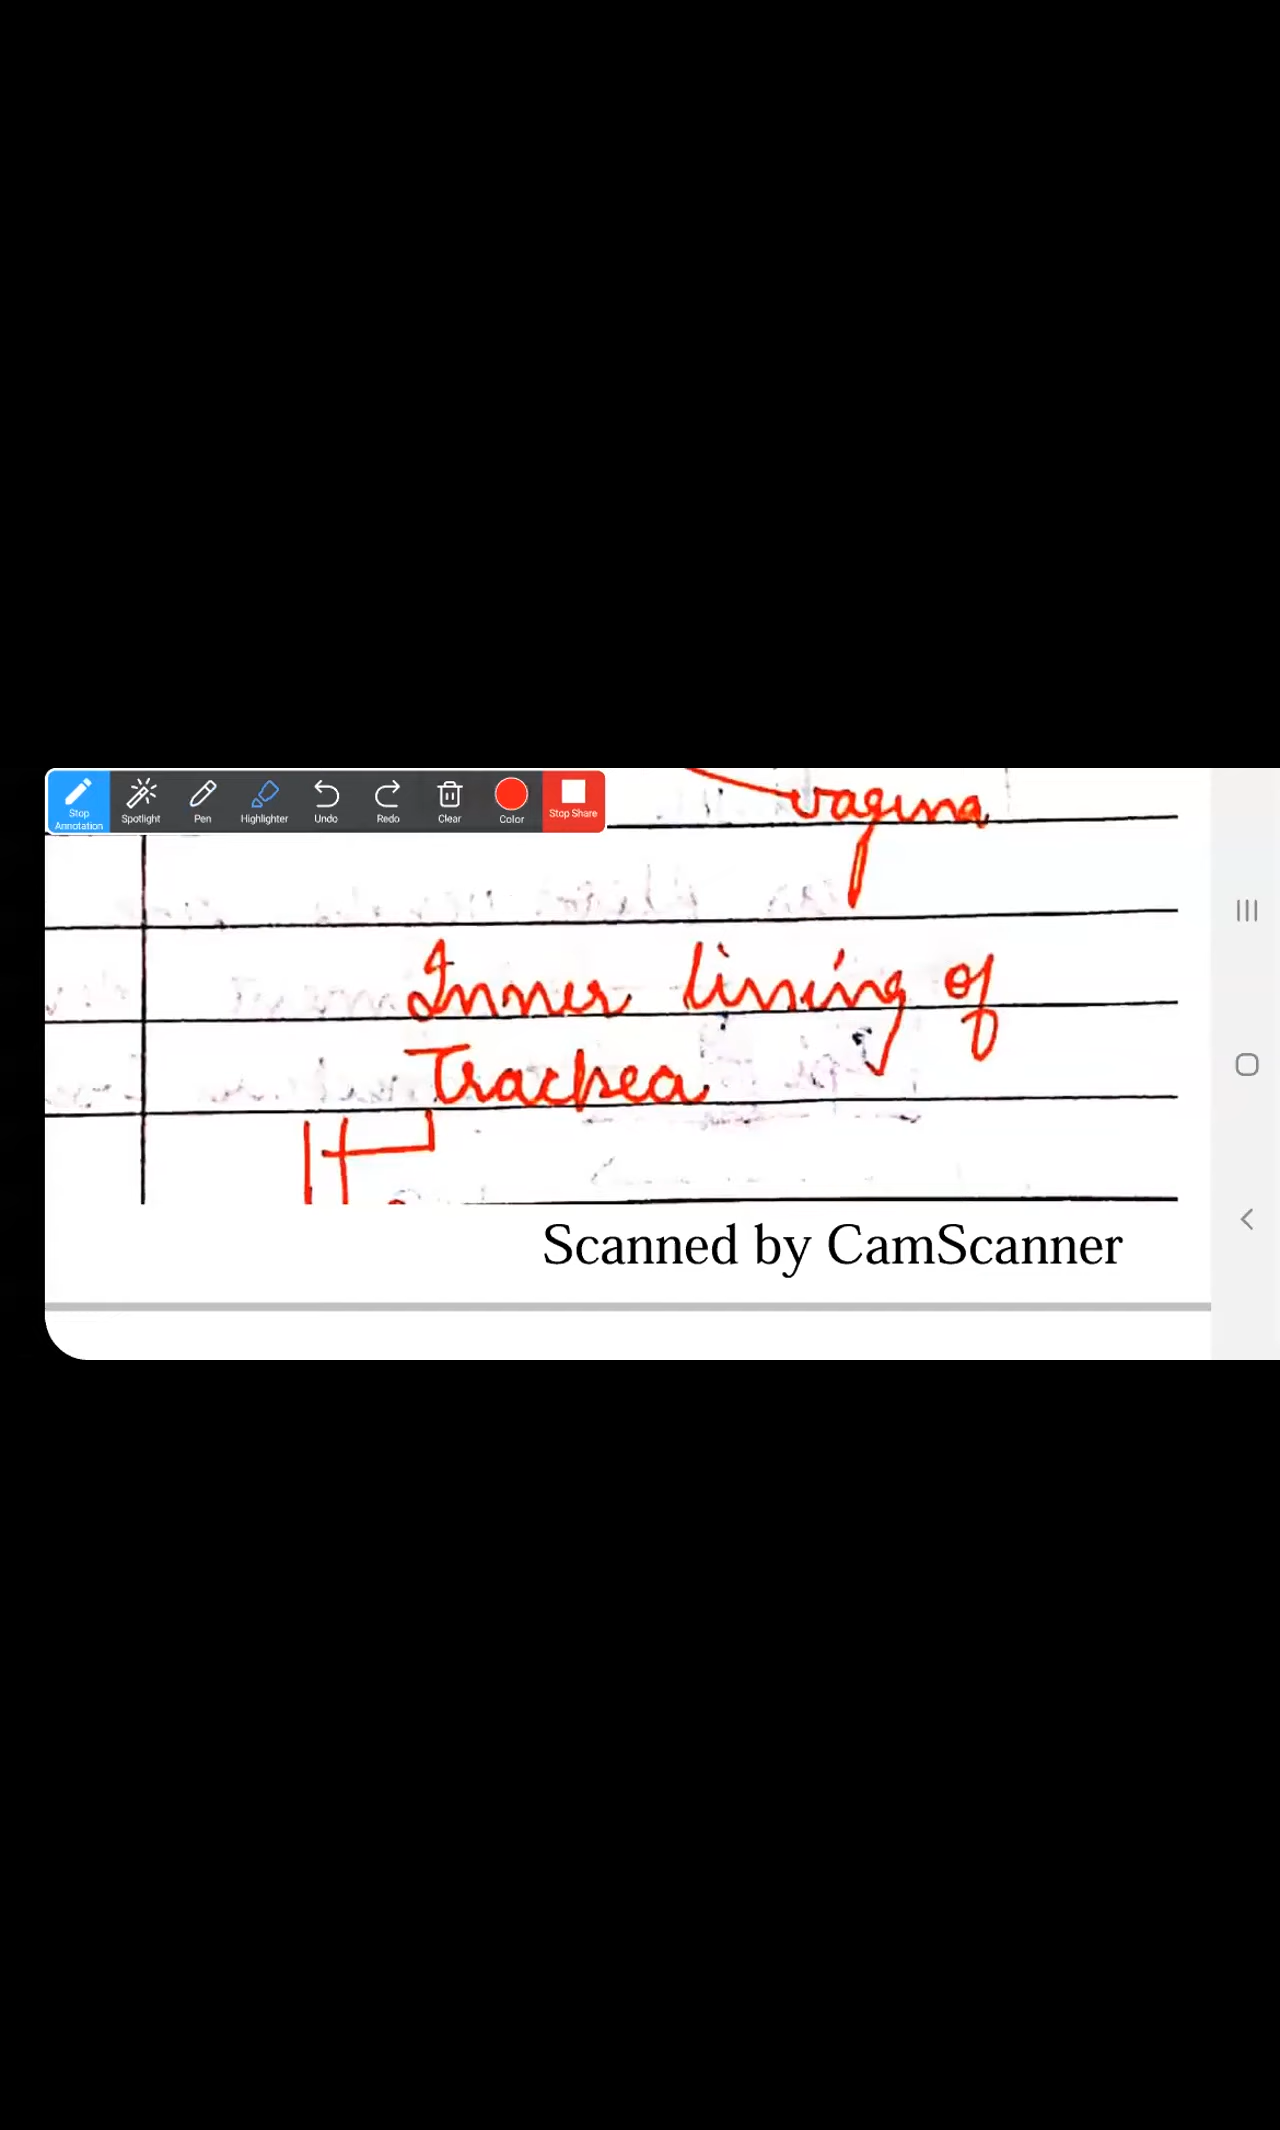 Stop Annotation
Spotlight
Pen
Highlighter
Undo
Redo
Clear
Color
Stop Share
vagina
Inner lining of
Trachea
Scanned by CamScanner